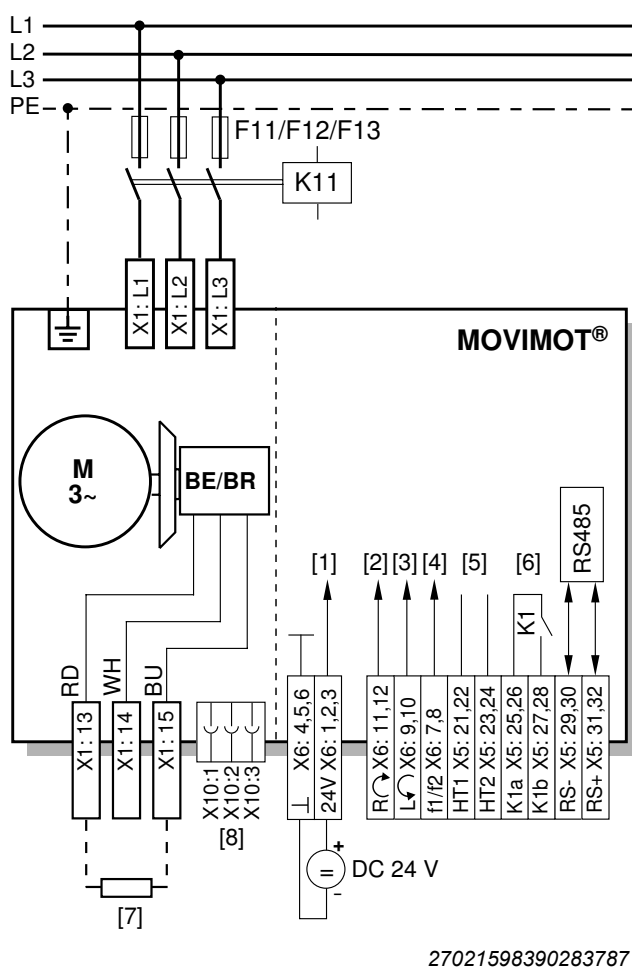 L1
L2
L3
PE
F11/F12/F13
K11
X1: L1
X1: L2
X1: L3
MOVIMOT®
M
3~
BE/BR
RS485
[1]
[2]
[3]
[4]
[5]
[6]
K1
RD
WH
BU
X1: 13
X1: 14
X1: 15
X10:1
X10:2
X10:3
[8]
⊥ X6: 4,5,6
24V X6: 1,2,3
R X6: 11,12
L X6: 9,10
f1/f2 X6: 7,8
HT1 X5: 21,22
HT2 X5: 23,24
K1a X5: 25,26
K1b X5: 27,28
RS- X5: 29,30
RS+ X5: 31,32
+
=
-
DC 24 V
[7]
27021598390283787